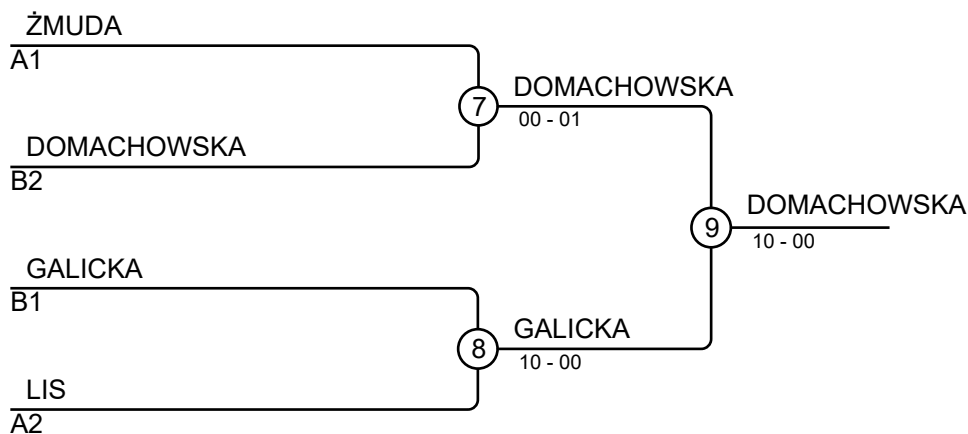 ŻMUDA
A1
7
DOMACHOWSKA
00 - 01
DOMACHOWSKA
B2
9
DOMACHOWSKA
10 - 00
GALICKA
B1
8
GALICKA
10 - 00
LIS
A2